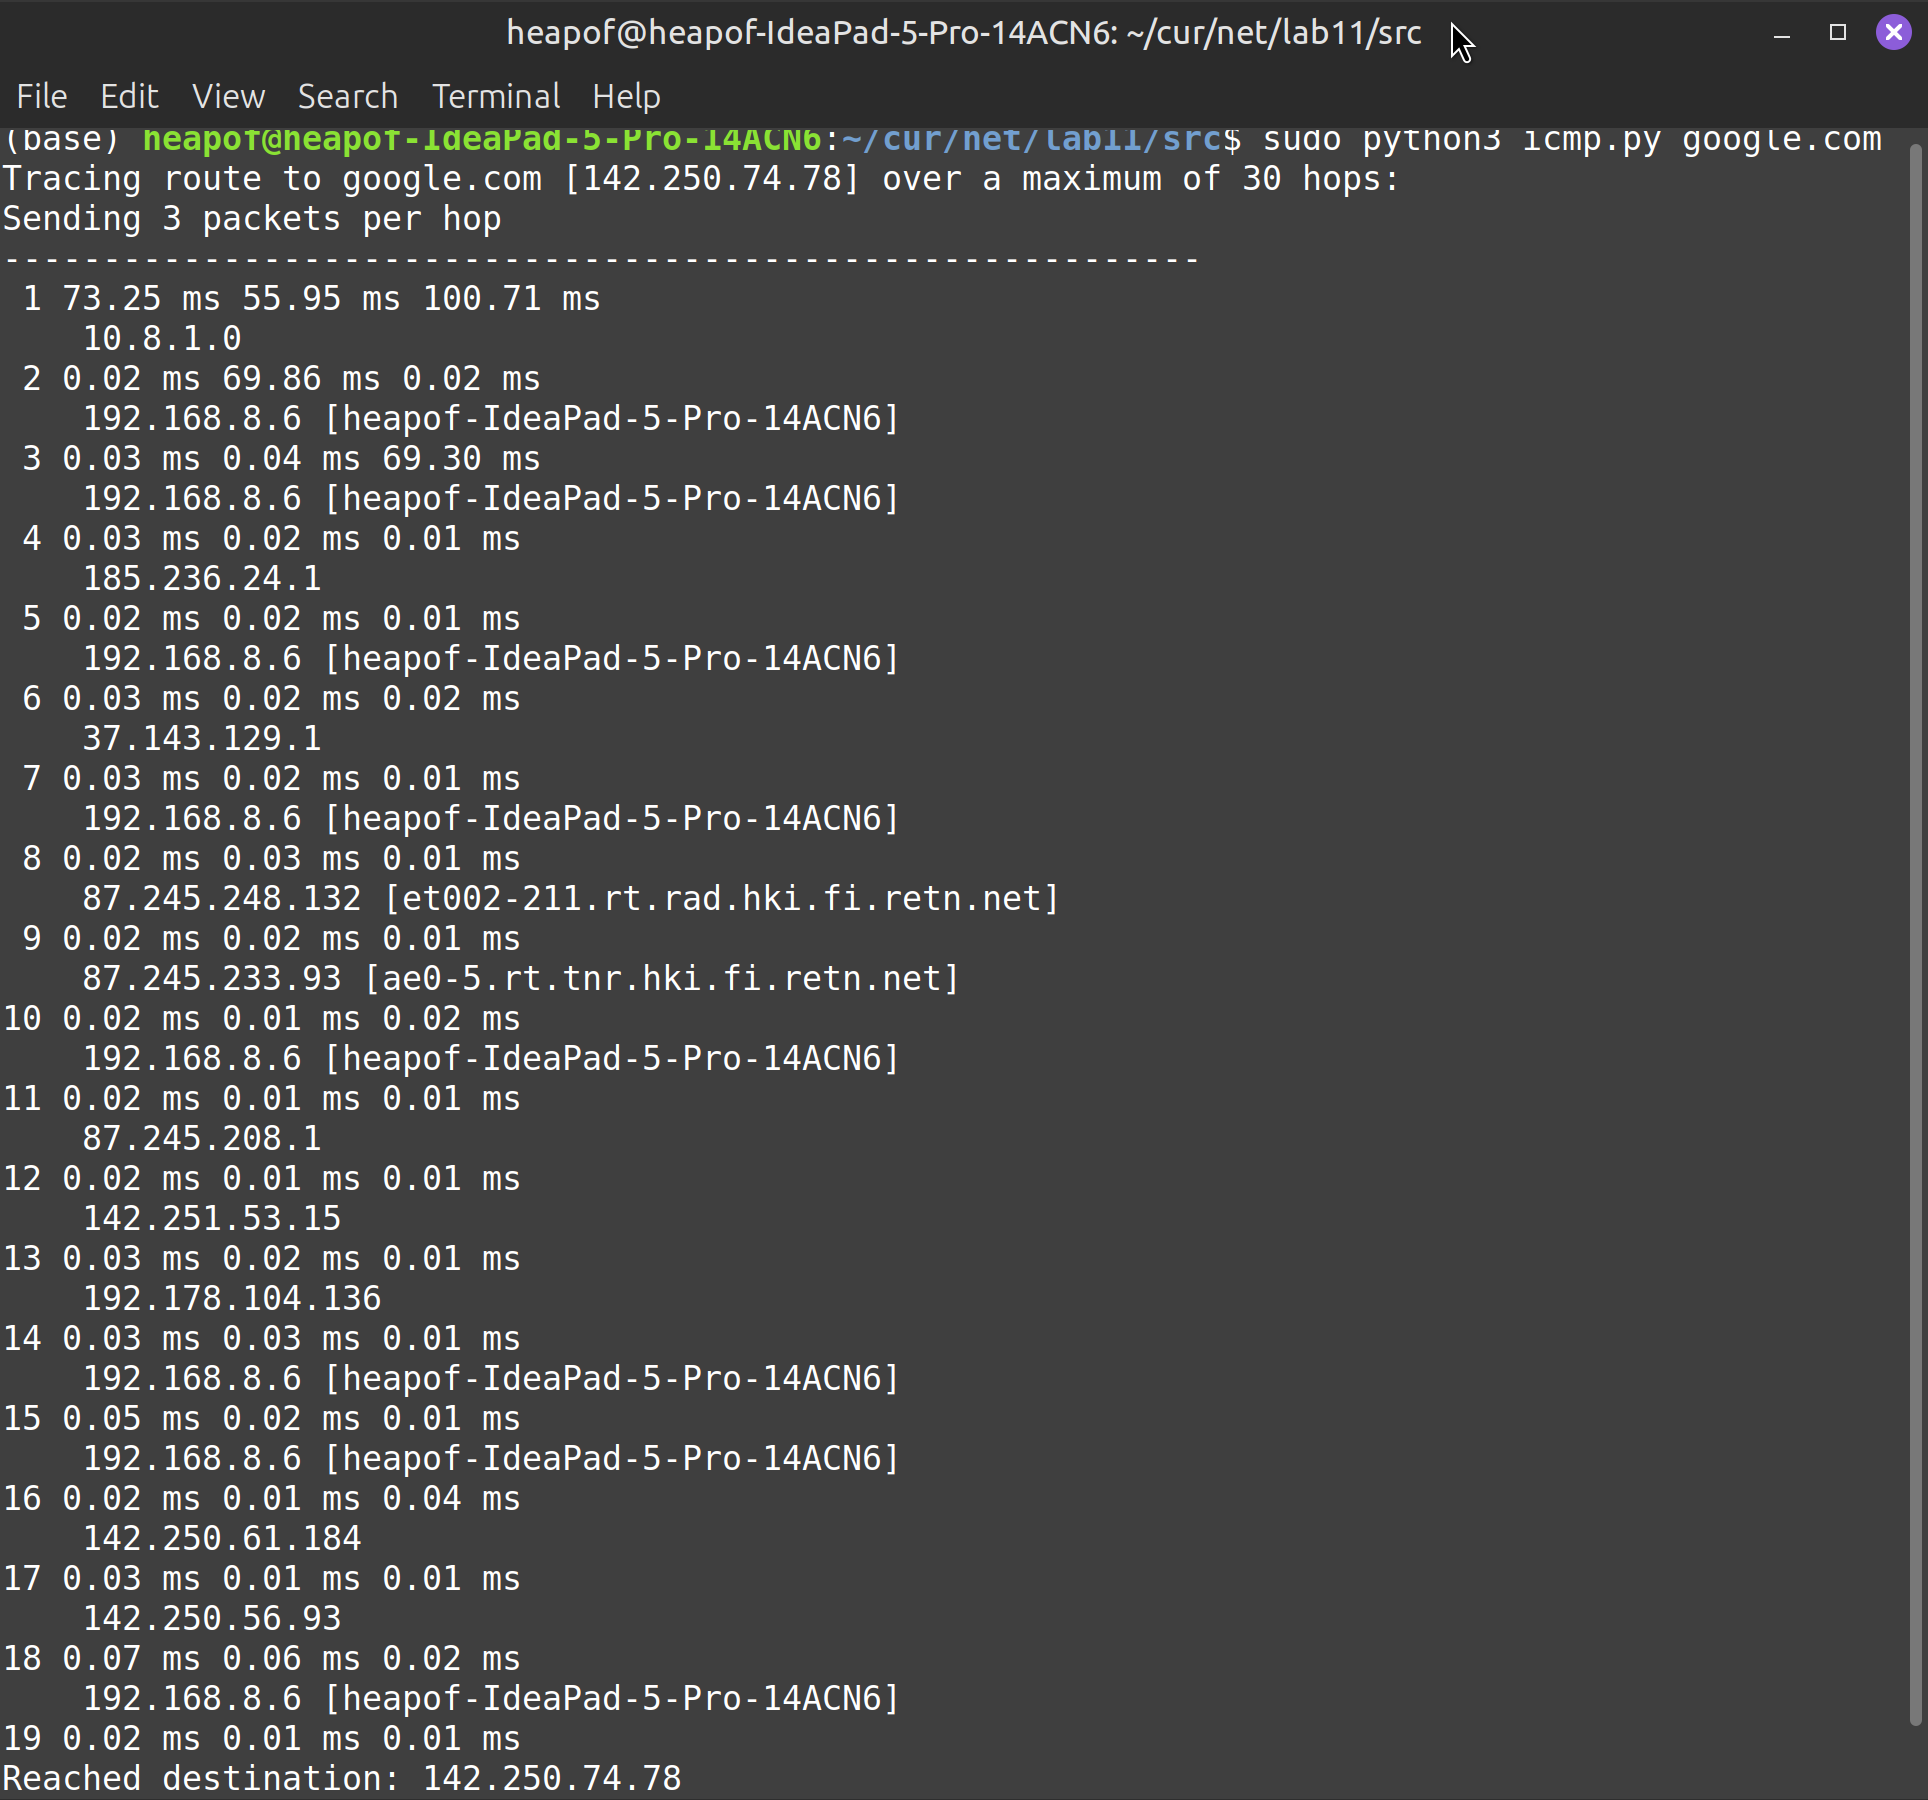 heapof@heapof-IdeaPad-5-Pro-14ACN6: ~/cur/net/lab11/src
File Edit View Search Terminal Help
(base) heapof@heapof-IdeaPad-5-Pro-14ACN6:~/cur/net/lab11/src$ sudo python3 icmp.py google.com
Tracing route to google.com [142.250.74.78] over a maximum of 30 hops:
Sending 3 packets per hop
------------------------------------------------------------
 1 73.25 ms 55.95 ms 100.71 ms
    10.8.1.0
 2 0.02 ms 69.86 ms 0.02 ms
    192.168.8.6 [heapof-IdeaPad-5-Pro-14ACN6]
 3 0.03 ms 0.04 ms 69.30 ms
    192.168.8.6 [heapof-IdeaPad-5-Pro-14ACN6]
 4 0.03 ms 0.02 ms 0.01 ms
    185.236.24.1
 5 0.02 ms 0.02 ms 0.01 ms
    192.168.8.6 [heapof-IdeaPad-5-Pro-14ACN6]
 6 0.03 ms 0.02 ms 0.02 ms
    37.143.129.1
 7 0.03 ms 0.02 ms 0.01 ms
    192.168.8.6 [heapof-IdeaPad-5-Pro-14ACN6]
 8 0.02 ms 0.03 ms 0.01 ms
    87.245.248.132 [et002-211.rt.rad.hki.fi.retn.net]
 9 0.02 ms 0.02 ms 0.01 ms
    87.245.233.93 [ae0-5.rt.tnr.hki.fi.retn.net]
10 0.02 ms 0.01 ms 0.02 ms
    192.168.8.6 [heapof-IdeaPad-5-Pro-14ACN6]
11 0.02 ms 0.01 ms 0.01 ms
    87.245.208.1
12 0.02 ms 0.01 ms 0.01 ms
    142.251.53.15
13 0.03 ms 0.02 ms 0.01 ms
    192.178.104.136
14 0.03 ms 0.03 ms 0.01 ms
    192.168.8.6 [heapof-IdeaPad-5-Pro-14ACN6]
15 0.05 ms 0.02 ms 0.01 ms
    192.168.8.6 [heapof-IdeaPad-5-Pro-14ACN6]
16 0.02 ms 0.01 ms 0.04 ms
    142.250.61.184
17 0.03 ms 0.01 ms 0.01 ms
    142.250.56.93
18 0.07 ms 0.06 ms 0.02 ms
    192.168.8.6 [heapof-IdeaPad-5-Pro-14ACN6]
19 0.02 ms 0.01 ms 0.01 ms
Reached destination: 142.250.74.78